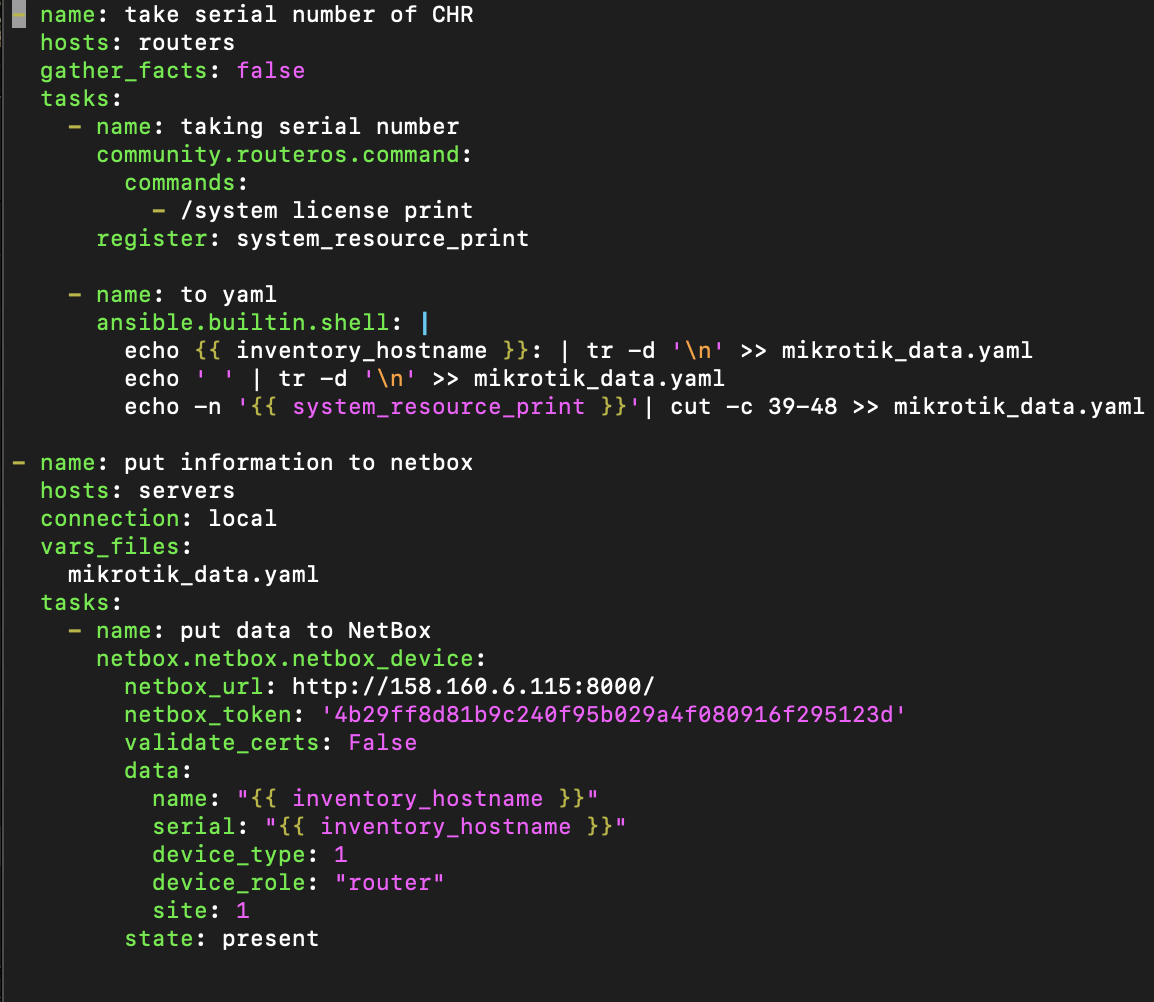 - name: take serial number of CHR
  hosts: routers
  gather_facts: false
  tasks:
    - name: taking serial number
      community.routeros.command:
        commands:
          - /system license print
      register: system_resource_print

    - name: to yaml
      ansible.builtin.shell: |
        echo {{ inventory_hostname }}: | tr -d '\n' >> mikrotik_data.yaml
        echo ' ' | tr -d '\n' >> mikrotik_data.yaml
        echo -n '{{ system_resource_print }}'| cut -c 39-48 >> mikrotik_data.yaml

- name: put information to netbox
  hosts: servers
  connection: local
  vars_files:
    mikrotik_data.yaml
  tasks:
    - name: put data to NetBox
      netbox.netbox.netbox_device:
        netbox_url: http://158.160.6.115:8000/
        netbox_token: '4b29ff8d81b9c240f95b029a4f080916f295123d'
        validate_certs: False
        data:
          name: "{{ inventory_hostname }}"
          serial: "{{ inventory_hostname }}"
          device_type: 1
          device_role: "router"
          site: 1
        state: present